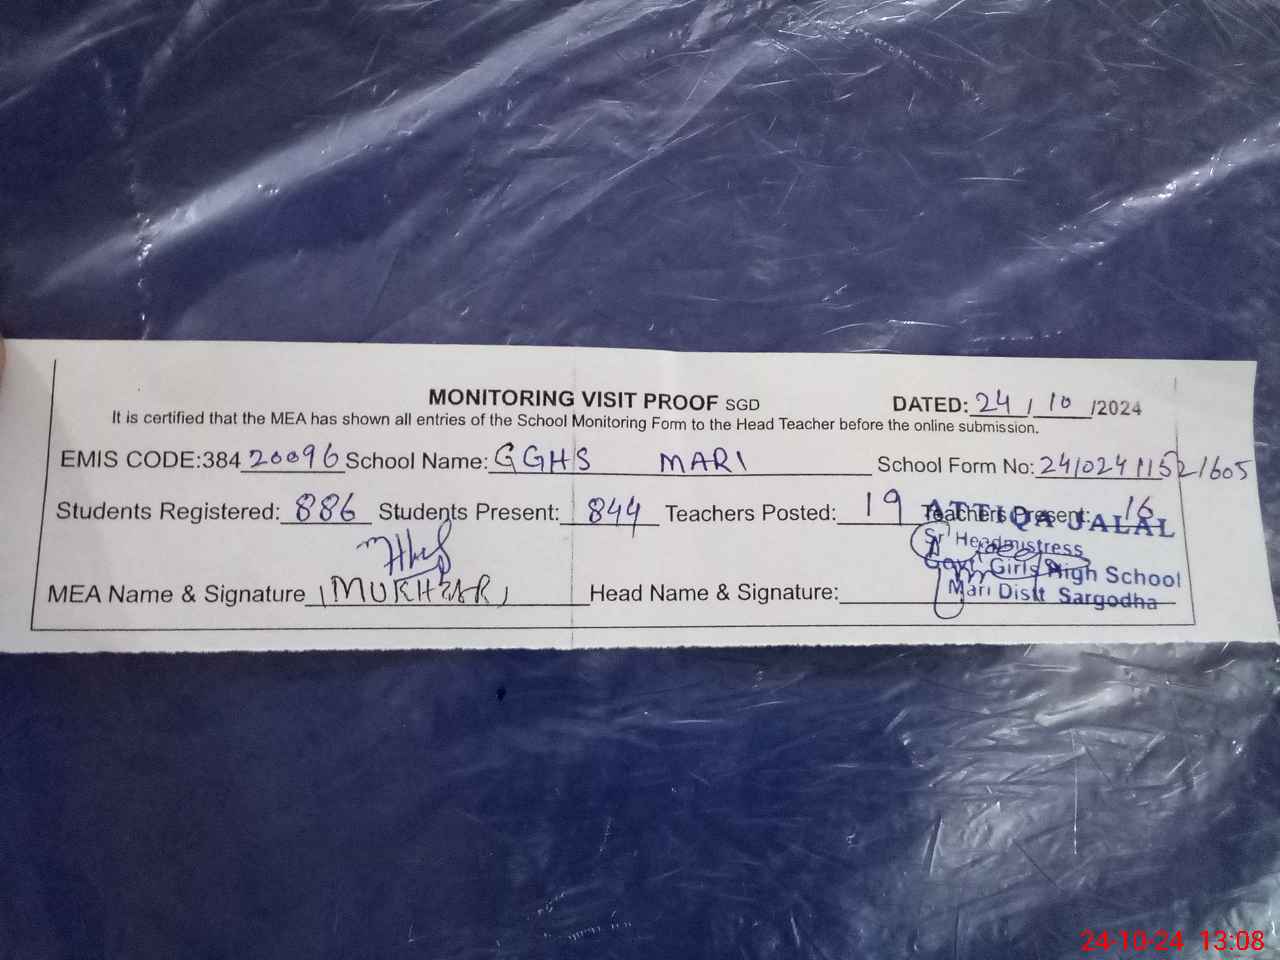 MONITORING VISIT PROOF SGD DATED: 24 / 10 /2024
It is certified that the MEA has shown all entries of the School Monitoring Form to the Head Teacher before the online submission.
EMIS CODE:384 20096 School Name: GGHS MARI School Form No: 24102411521605
Students Registered: 886 Students Present: 844 Teachers Posted: 19 Teachers Present: 16
ATTIQA JALAL
Sr Headmistress
Govt Girls High School
MEA Name & Signature Head Name & Signature:
Mari Distt Sargodha
24-10-24 13:08